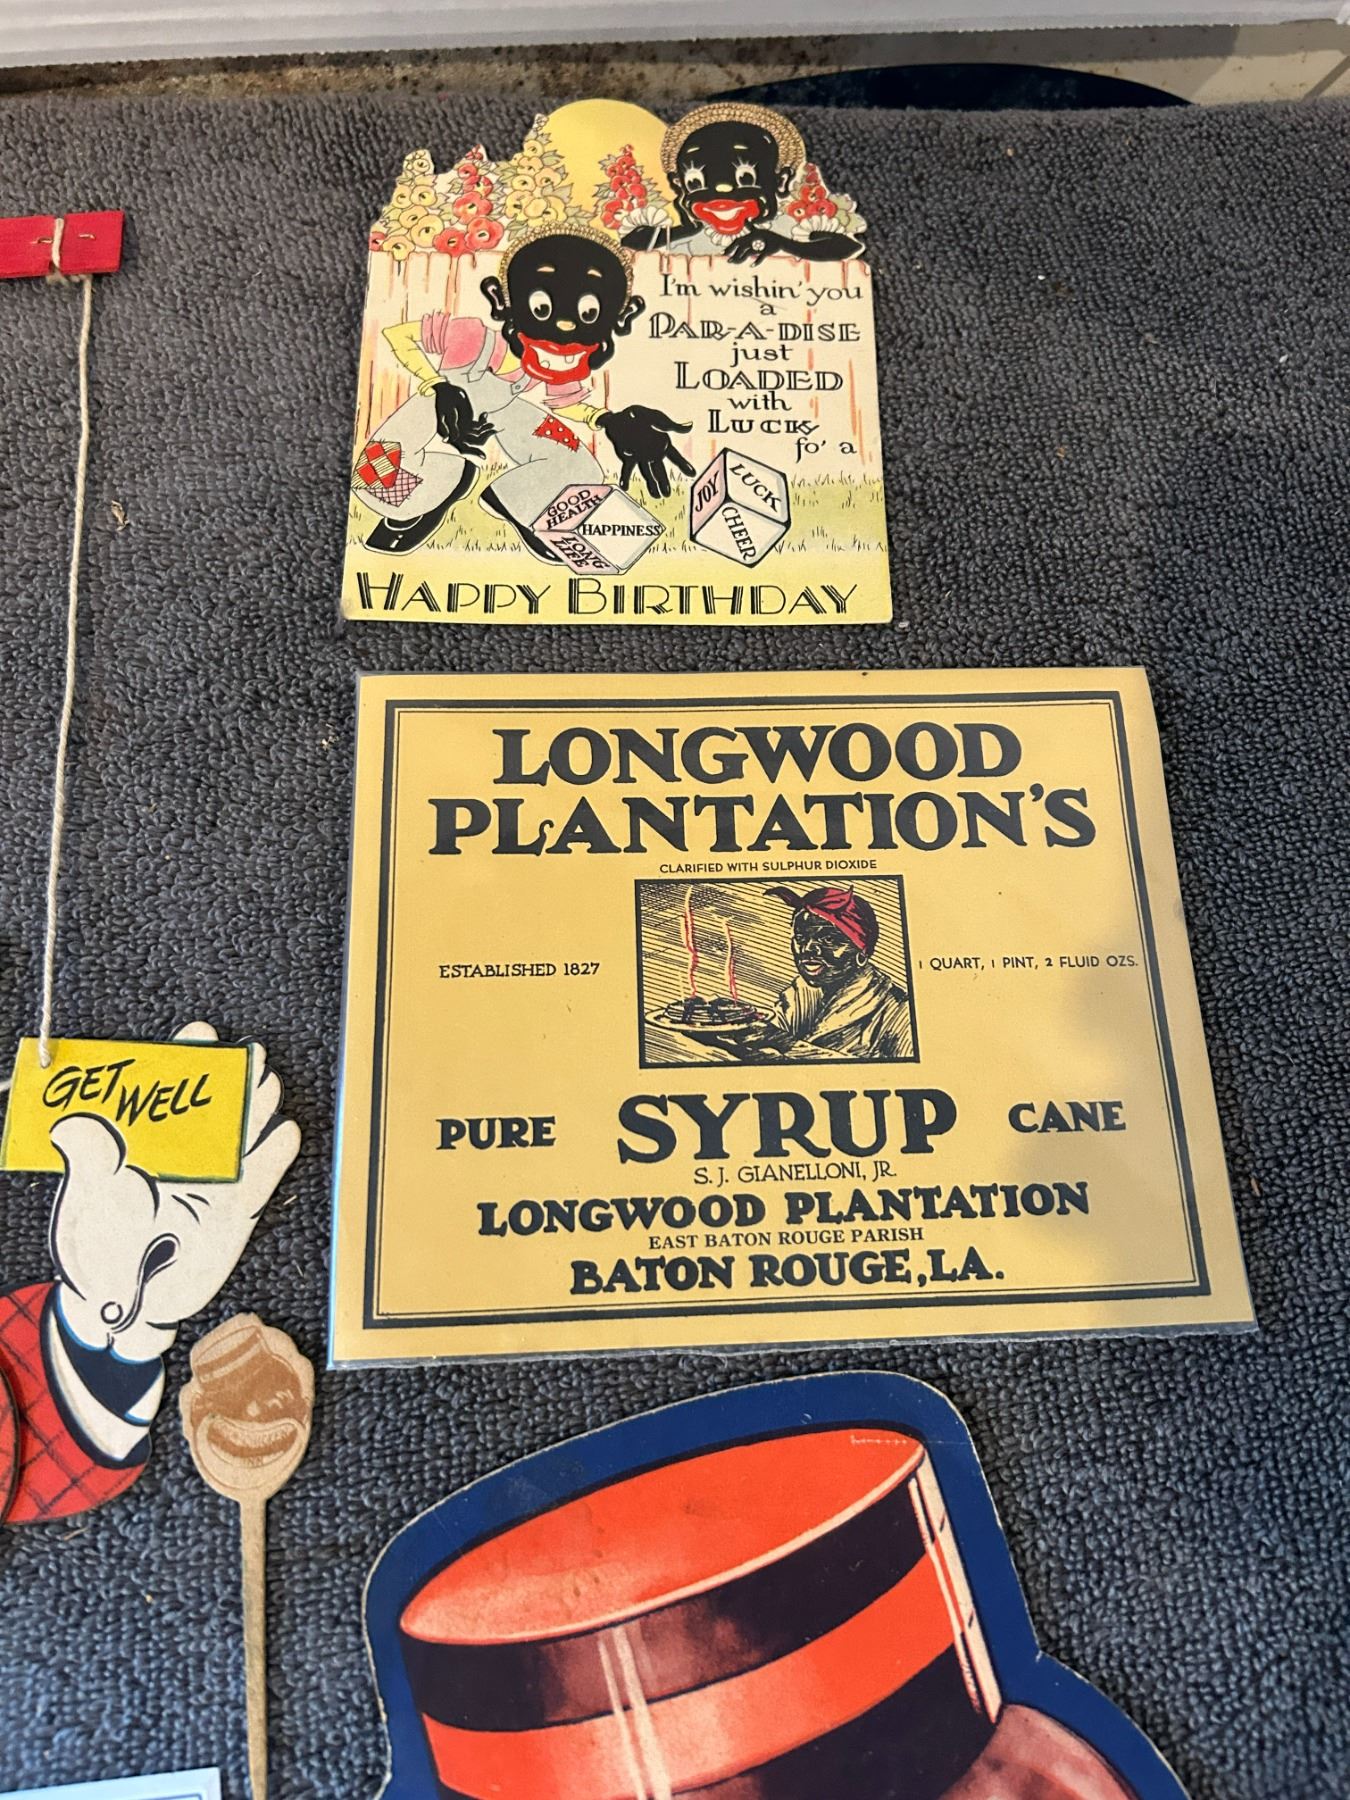 I'm wishin' you
a
PAR-A-DISE
just
LOADED
with
LUCK
fo' a
JOY
LUCK
CHEER
GOOD
HEALTH
HAPPINESS
LONG
LIFE
HAPPY BIRTHDAY
LONGWOOD
PLANTATION'S
CLARIFIED WITH SULPHUR DIOXIDE
ESTABLISHED 1827
1 QUART, 1 PINT, 2 FLUID OZS.
PURE SYRUP CANE
S. J. GIANELLONI, JR.
LONGWOOD PLANTATION
EAST BATON ROUGE PARISH
BATON ROUGE, LA.
GET WELL